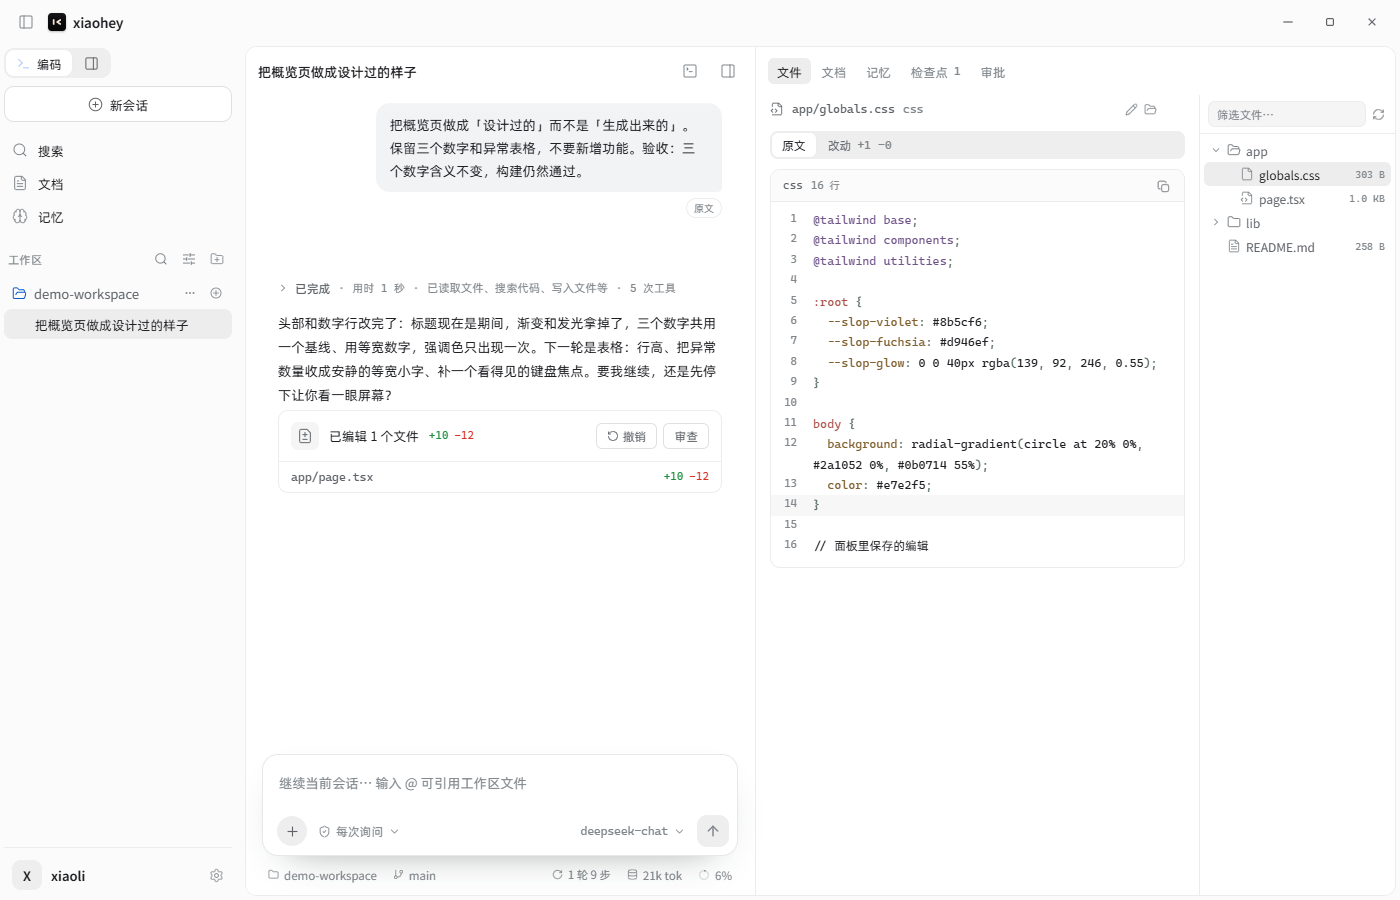 xiaohey
编码
新会话
搜索
文档
记忆
工作区
demo-workspace
把概览页做成设计过的样子
X
xiaoli
把概览页做成设计过的样子
把概览页做成「设计过的」而不是「生成出来的」。
保留三个数字和异常表格，不要新增功能。验收：三
个数字含义不变，构建仍然通过。
原文
已完成 · 用时 1 秒 · 已读取文件、搜索代码、写入文件等 · 5 次工具
头部和数字行改完了：标题现在是期间，渐变和发光拿掉了，三个数字共用
一个基线、用等宽数字，强调色只出现一次。下一轮是表格：行高、把异常
数量收成安静的等宽小字、补一个看得见的键盘焦点。要我继续，还是先停
下让你看一眼屏幕？
已编辑 1 个文件 +10 −12
撤销
审查
app/page.tsx +10 −12
继续当前会话⋯ 输入 @ 可引用工作区文件
每次询问
deepseek-chat
demo-workspace
main
1 轮 9 步
21k tok
6%
文件 文档 记忆 检查点 1 审批
app/globals.css css
原文 改动 +1 −0
css 16 行
1 @tailwind base;
2 @tailwind components;
3 @tailwind utilities;
4
5 :root {
6 --slop-violet: #8b5cf6;
7 --slop-fuchsia: #d946ef;
8 --slop-glow: 0 0 40px rgba(139, 92, 246, 0.55);
9 }
10
11 body {
12 background: radial-gradient(circle at 20% 0%,
#2a1052 0%, #0b0714 55%);
13 color: #e7e2f5;
14 }
15
16 // 面板里保存的编辑
筛选文件⋯
app
globals.css 303 B
page.tsx 1.0 KB
lib
README.md 258 B